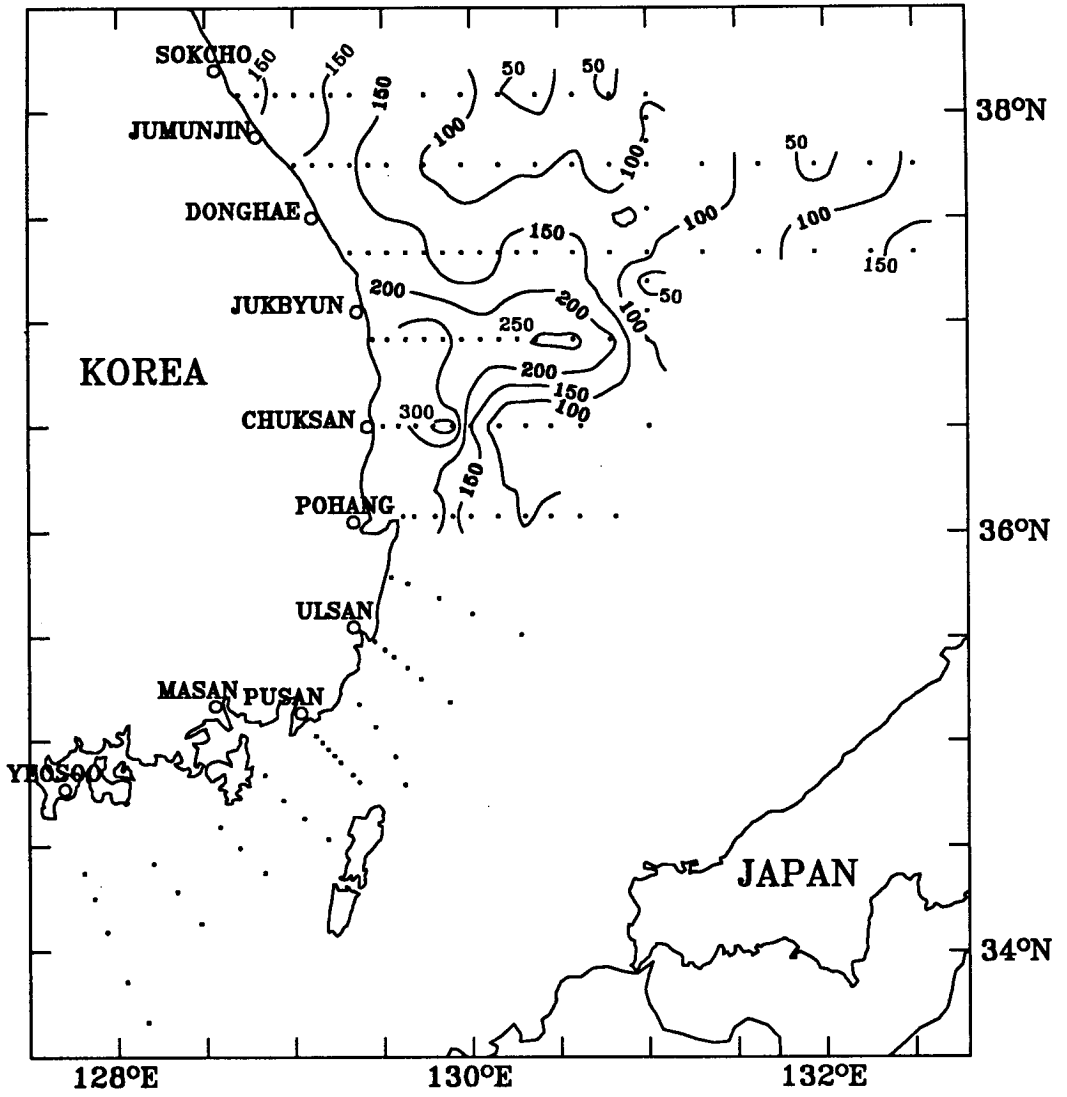 SOKCHO
150
150
150
50
50
38°N
JUMUNJIN
100
100
50
DONGHAE
100
100
150
150
JUKBYUN
200
200
50
250
100
KOREA
200
150
100
CHUKSAN
300
150
POHANG
36°N
ULSAN
MASAN
PUSAN
YEOSOO
JAPAN
34°N
128°E
130°E
132°E